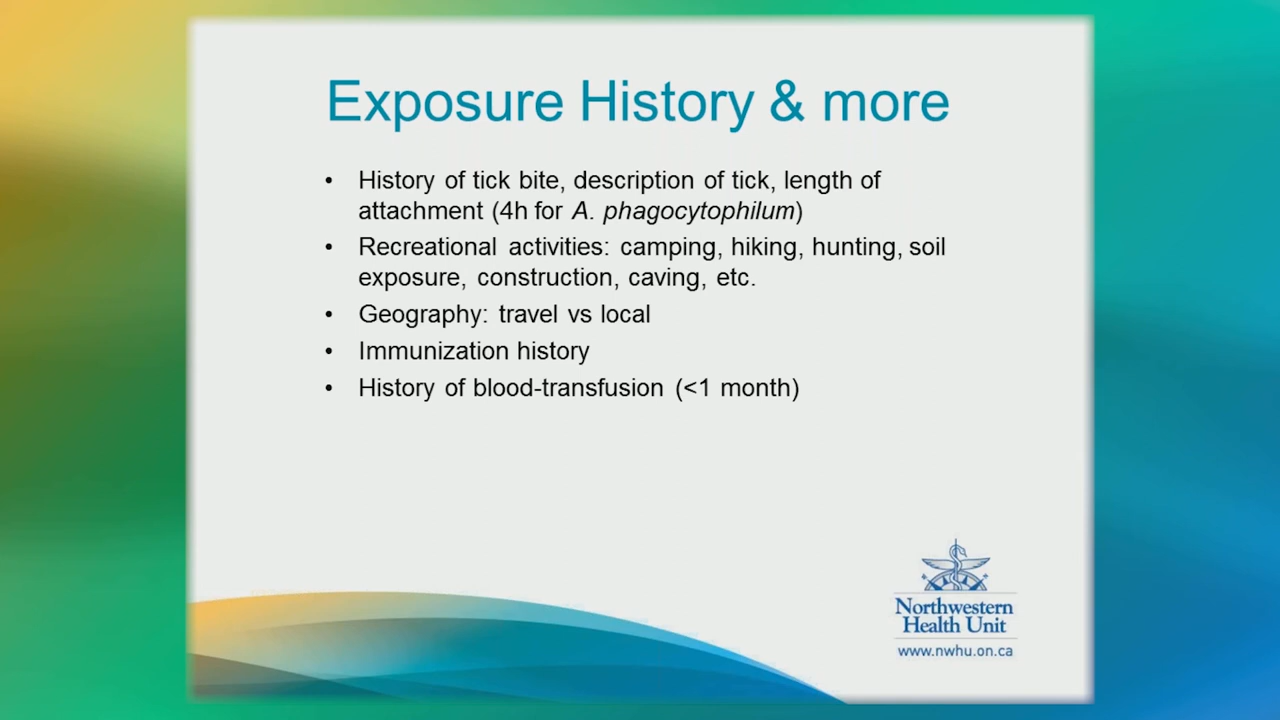 Exposure History & more
• History of tick bite, description of tick, length of
attachment (4h for A. phagocytophilum)
• Recreational activities: camping, hiking, hunting, soil
exposure, construction, caving, etc.
• Geography: travel vs local
• Immunization history
• History of blood-transfusion (<1 month)
Northwestern
Health Unit
www.nwhu.on.ca